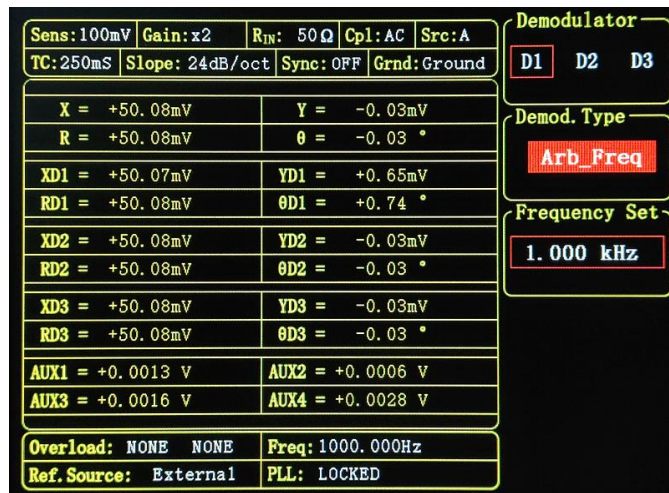 Sens:100mV Gain:x2 RIN: 50Ω Cpl:AC Src:A
TC:250mS Slope: 24dB/oct Sync:OFF Grnd:Ground
X = +50.08mV Y = -0.03mV
R = +50.08mV θ = -0.03 °
XD1 = +50.07mV YD1 = +0.65mV
RD1 = +50.08mV θD1 = +0.74 °
XD2 = +50.08mV YD2 = -0.03mV
RD2 = +50.08mV θD2 = -0.03 °
XD3 = +50.08mV YD3 = -0.03mV
RD3 = +50.08mV θD3 = -0.03 °
AUX1 = +0.0013 V AUX2 = +0.0006 V
AUX3 = +0.0016 V AUX4 = +0.0028 V
Overload: NONE NONE Freq:1000.000Hz
Ref.Source: External PLL: LOCKED
Demodulator
D1 D2 D3
Demod.Type
Arb_Freq
Frequency Set
1.000 kHz